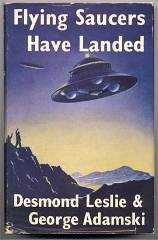 Flying Saucers
Have Landed
Desmond Leslie &
George Adamski